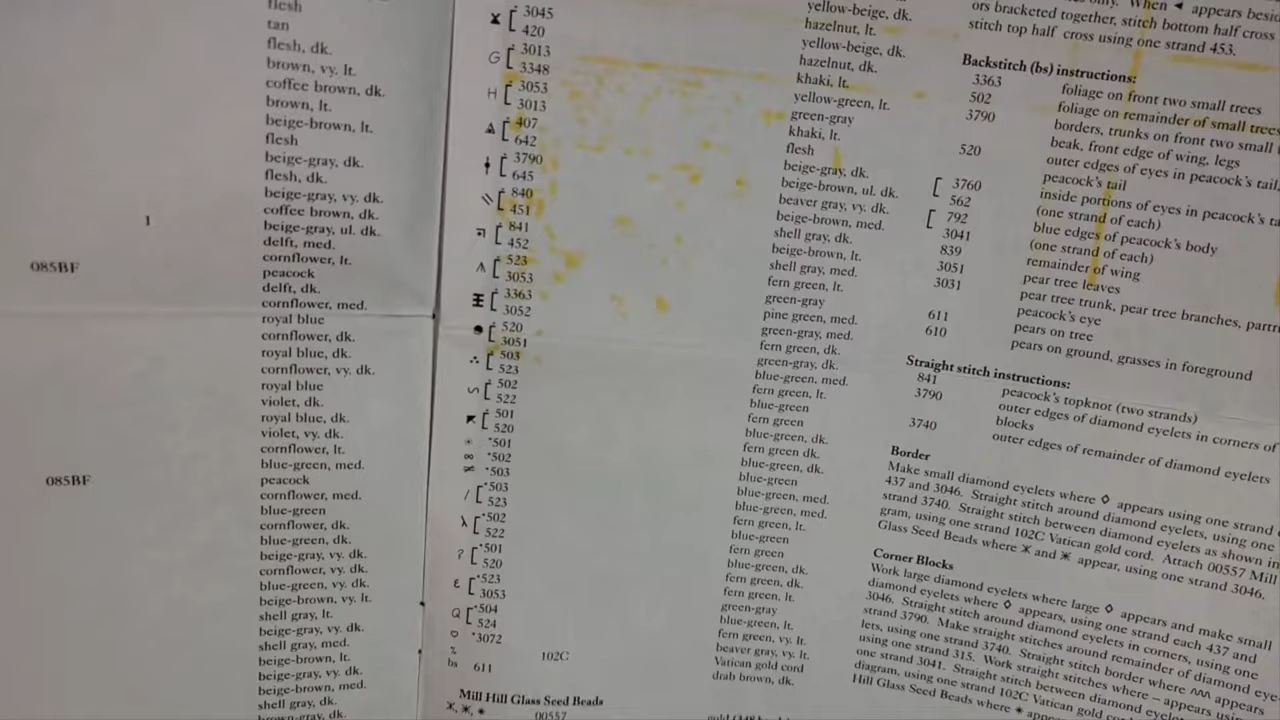 flesh
tan
flesh, dk.
brown, vy. lt.
coffee brown, dk.
brown, lt.
beige-brown, lt.
flesh
beige-gray, dk.
flesh, dk.
beige-gray, vy. dk.
1 coffee brown, dk.
beige-gray, ul. dk.
delft, med.
cornflower, lt.
085BF peacock
delft, dk.
cornflower, med.
royal blue
cornflower, dk.
royal blue, dk.
cornflower, vy. dk.
royal blue
violet, dk.
royal blue, dk.
violet, vy. dk.
cornflower, lt.
blue-green, med.
085BF peacock
cornflower, med.
blue-green
cornflower, dk.
blue-green, dk.
beige-gray, vy. dk.
cornflower, vy. dk.
blue-green, vy. dk.
beige-brown, vy. lt.
shell gray, lt.
beige-gray, vy. dk.
shell gray, med.
beige-brown, lt.
beige-gray, vy. dk.
beige-brown, med.
shell gray, dk.
brown-gray, dk.
3045
420
G 3013
3348
H 3053
3013
407
642
3790
645
840
451
841
452
523
3053
3363
3052
520
3051
503
523
502
522
501
520
*501
∞ *502
*503
/ *503
523
λ *502
522
? *501
520
ε *523
3053
Q *504
524
*3072
% 102C
bs 611
Mill Hill Glass Seed Beads
00557
yellow-beige, dk.
hazelnut, lt.
yellow-beige, dk.
hazelnut, dk.
khaki, lt.
yellow-green, lt.
green-gray
khaki, lt.
flesh
beige-gray, dk.
beige-brown, ul. dk.
beaver gray, vy. dk.
beige-brown, med.
shell gray, dk.
beige-brown, lt.
shell gray, med.
fern green, lt.
green-gray
pine green, med.
green-gray, med.
fern green, dk.
green-gray, dk.
blue-green, med.
fern green, lt.
blue-green
fern green
blue-green, dk.
fern green dk.
blue-green, dk.
blue-green
blue-green, med.
blue-green, med.
fern green, lt.
blue-green
fern green
blue-green, dk.
fern green, dk.
fern green, lt.
green-gray
blue-green, lt.
fern green, vy. lt.
beaver gray, vy. lt.
Vatican gold cord
drab brown, dk.
only. When ◄ appears
ors bracketed together, stitch bottom half cross
stitch top half cross using one strand 453.
Backstitch (bs) instructions:
3363 foliage on front two small trees
502 foliage on remainder of small trees
3790 borders, trunks on front two small
beak, front edge of wing, legs
520 outer edges of eyes in peacock's tail,
peacock's tail
3760 inside portions of eyes in peacock's
562 (one strand of each)
792 blue edges of peacock's body
3041 (one strand of each)
839 remainder of wing
3051 pear tree leaves
3031 pear tree trunk, pear tree branches,
peacock's eye
611 pears on tree
610 pears on ground, grasses in foreground
Straight stitch instructions:
841 peacock's topknot (two strands)
3790 outer edges of diamond eyelets in corners of
blocks
3740 outer edges of remainder of diamond eyelets
Border
Make small diamond eyelets where ◊ appears using one strand
437 and 3046. Straight stitch around diamond eyelets, using one
strand 3740. Straight stitch between diamond eyelets as shown in
gram, using one strand 102C Vatican gold cord. Attach 00557 Mill
Glass Seed Beads where ж and ж appear, using one strand 3046.
Corner Blocks
Work large diamond eyelets where large ◊ appears and make small
diamond eyelets where ◊ appears, using one strand each 437 and
3046. Straight stitch around diamond eyelets in corners, using one
strand 3790. Make straight stitches around remainder of diamond
lets, using one strand 3740. Straight stitch border where ʌʌʌ appears
using one strand 315. Work straight stitches where – appears,
one strand 3041. Straight stitch between diamond
diagram, using one strand 102C Vatican gold cord.
Hill Glass Seed Beads where